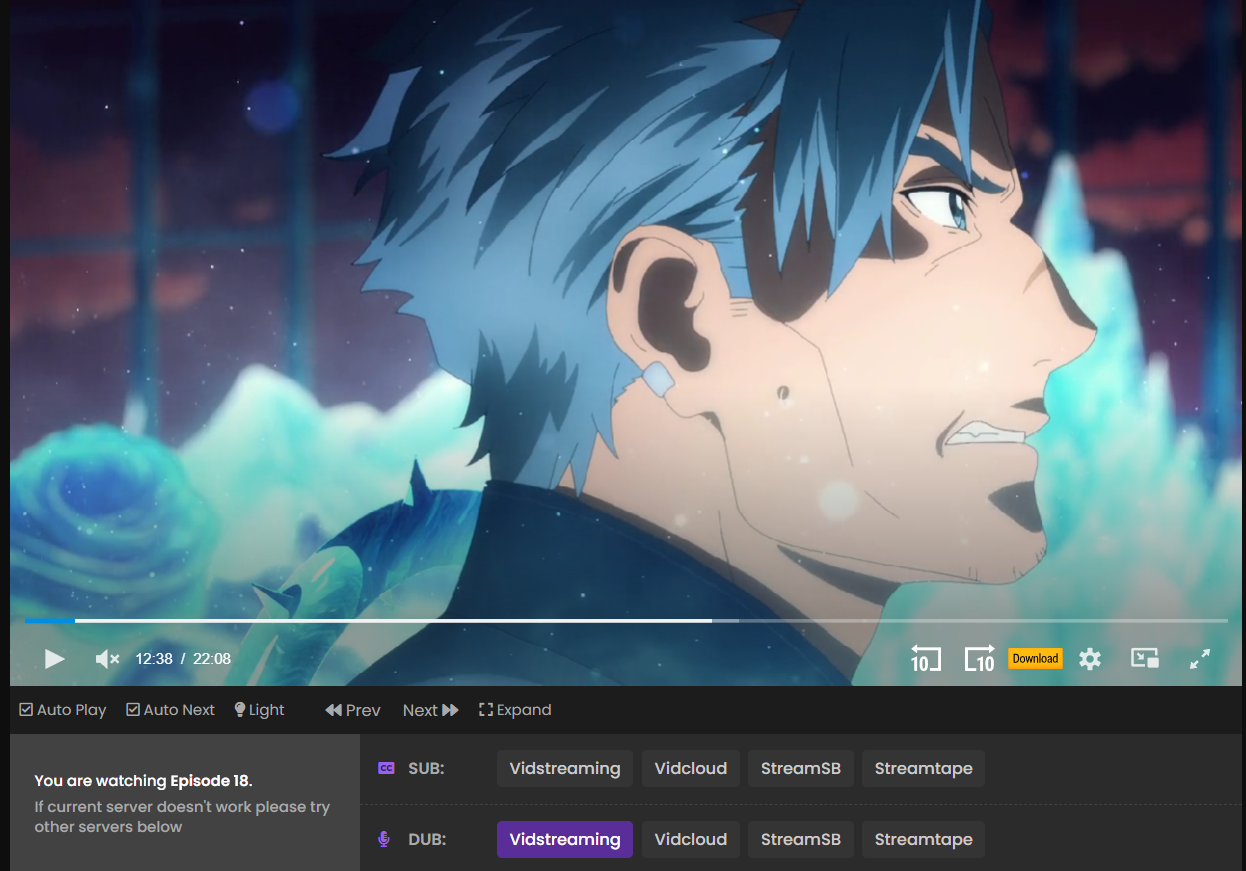 12:38 / 22:08
10
10
Download
Auto Play
Auto Next
Light
Prev
Next
Expand
You are watching Episode 18.
If current server doesn't work please try
other servers below
CC SUB: Vidstreaming Vidcloud StreamSB Streamtape
DUB: Vidstreaming Vidcloud StreamSB Streamtape